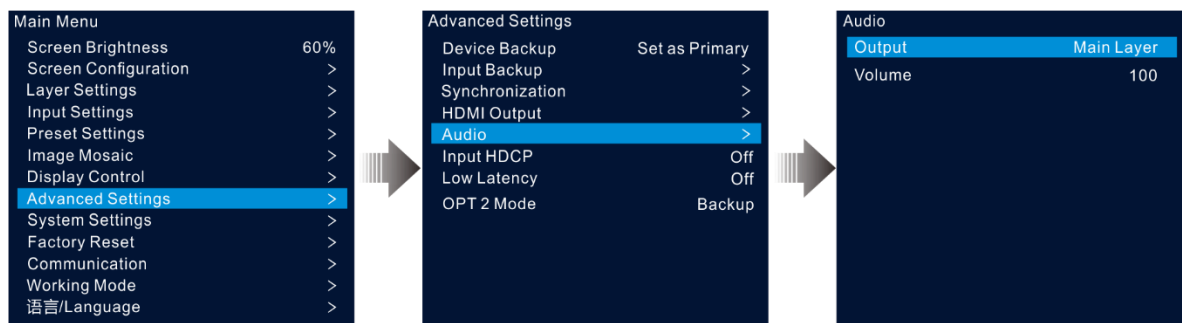 Main Menu
Screen Brightness 60%
Screen Configuration >
Layer Settings >
Input Settings >
Preset Settings >
Image Mosaic >
Display Control >
Advanced Settings >
System Settings >
Factory Reset >
Communication >
Working Mode >
语言/Language >
Advanced Settings
Device Backup Set as Primary
Input Backup >
Synchronization >
HDMI Output >
Audio >
Input HDCP Off
Low Latency Off
OPT 2 Mode Backup
Audio
Output Main Layer
Volume 100